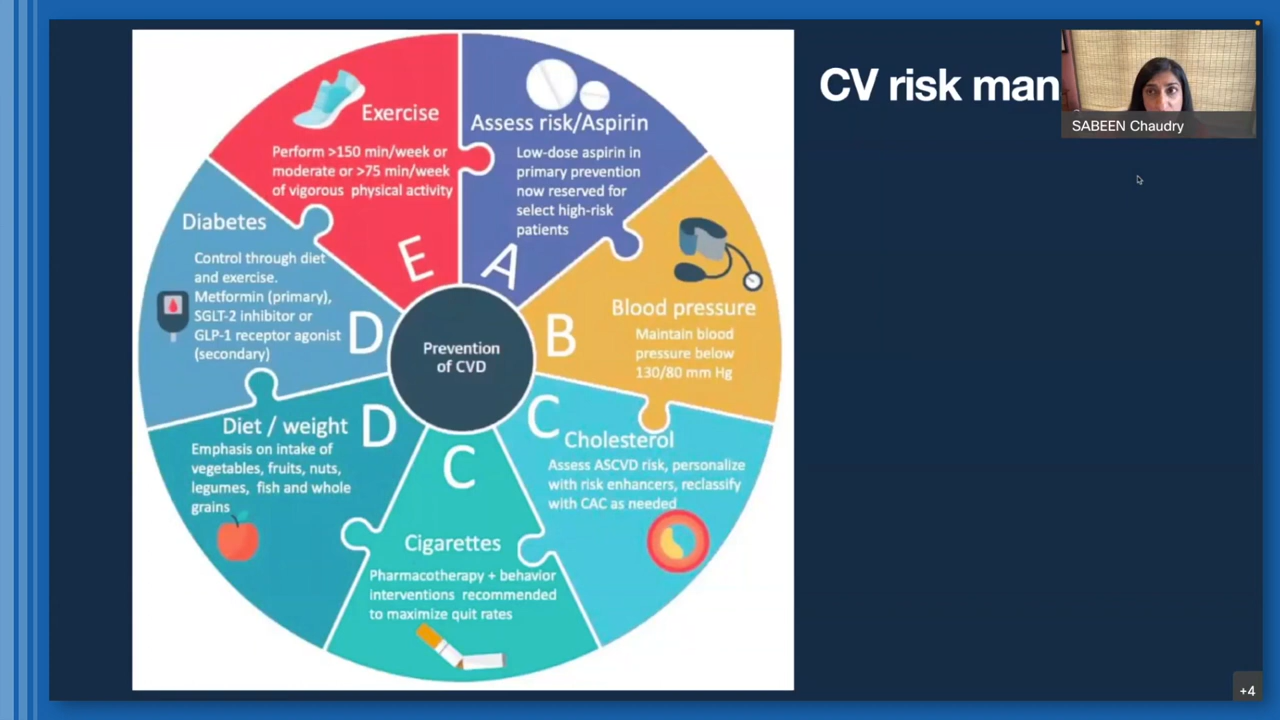 CV risk man
SABEEN Chaudry
Exercise
Perform >150 min/week or
moderate or >75 min/week
of vigorous physical activity
E
Assess risk/Aspirin
Low-dose aspirin in
primary prevention
now reserved for
select high-risk
patients
A
Blood pressure
Maintain blood
pressure below
130/80 mm Hg
B
Cholesterol
Assess ASCVD risk, personalize
with risk enhancers, reclassify
with CAC as needed
C
Cigarettes
Pharmacotherapy + behavior
interventions recommended
to maximize quit rates
C
Diet / weight
Emphasis on intake of
vegetables, fruits, nuts,
legumes, fish and whole
grains
D
Diabetes
Control through diet
and exercise.
Metformin (primary),
SGLT-2 inhibitor or
GLP-1 receptor agonist
(secondary)
D
Prevention
of CVD
+4